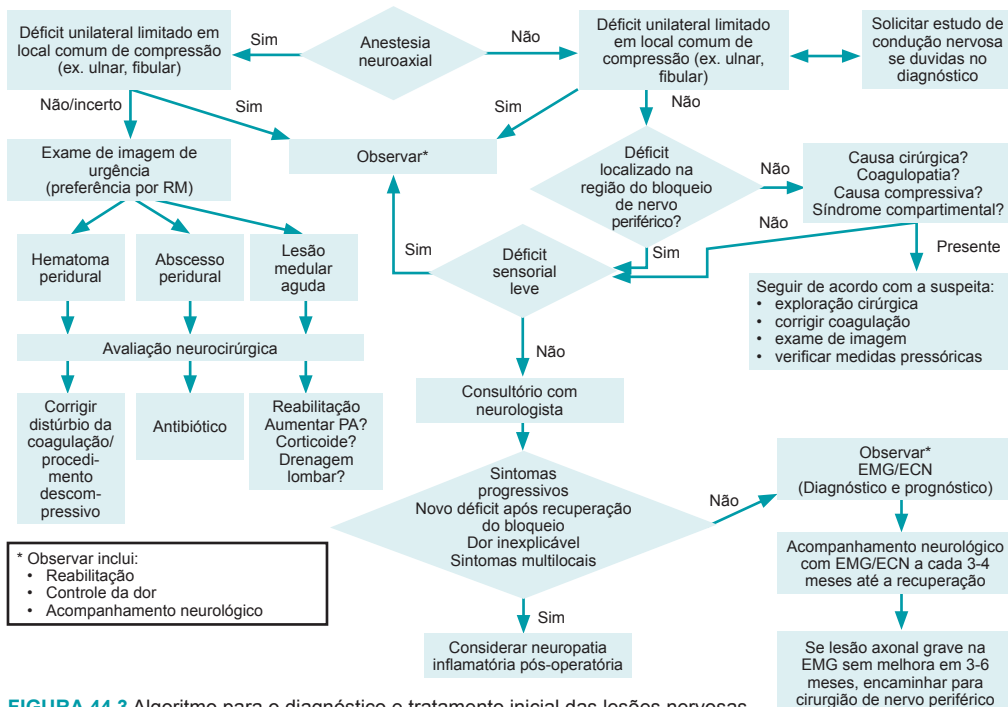 Déficit unilateral limitado em
local comum de compressão
(ex. ulnar, fibular)
Sim
Anestesia
neuroaxial
Não
Déficit unilateral limitado
em local comum de
compressão (ex. ulnar,
fibular)
Solicitar estudo de
condução nervosa
se duvidas no
diagnóstico
Não/incerto
Sim
Sim
Não
Exame de imagem de
urgência
(preferência por RM)
Observar*
Déficit
localizado na
região do bloqueio
de nervo
periférico?
Não
Causa cirúrgica?
Coagulopatia?
Causa compressiva?
Síndrome compartimental?
Hematoma
peridural
Abscesso
peridural
Lesão
medular
aguda
Sim
Déficit
sensorial
leve
Sim
Não
Presente
Seguir de acordo com a suspeita:
• exploração cirúrgica
• corrigir coagulação
• exame de imagem
• verificar medidas pressóricas
Avaliação neurocirúrgica
Não
Corrigir
distúrbio da
coagulação/
procedi-
mento
descom-
pressivo
Antibiótico
Reabilitação
Aumentar PA?
Corticoide?
Drenagem
lombar?
Consultório com
neurologista
Sintomas
progressivos
Novo déficit após recuperação
do bloqueio
Dor inexplicável
Sintomas multilocais
Não
Observar*
EMG/ECN
(Diagnóstico e prognóstico)
Acompanhamento neurológico
com EMG/ECN a cada 3-4
meses até a recuperação
* Observar inclui:
• Reabilitação
• Controle da dor
• Acompanhamento neurológico
Sim
Considerar neuropatia
inflamatória pós-operatória
Se lesão axonal grave na
EMG sem melhora em 3-6
meses, encaminhar para
cirurgião de nervo periférico
FIGURA 44.3 Algoritmo para o diagnóstico e tratamento inicial das lesões nervosas